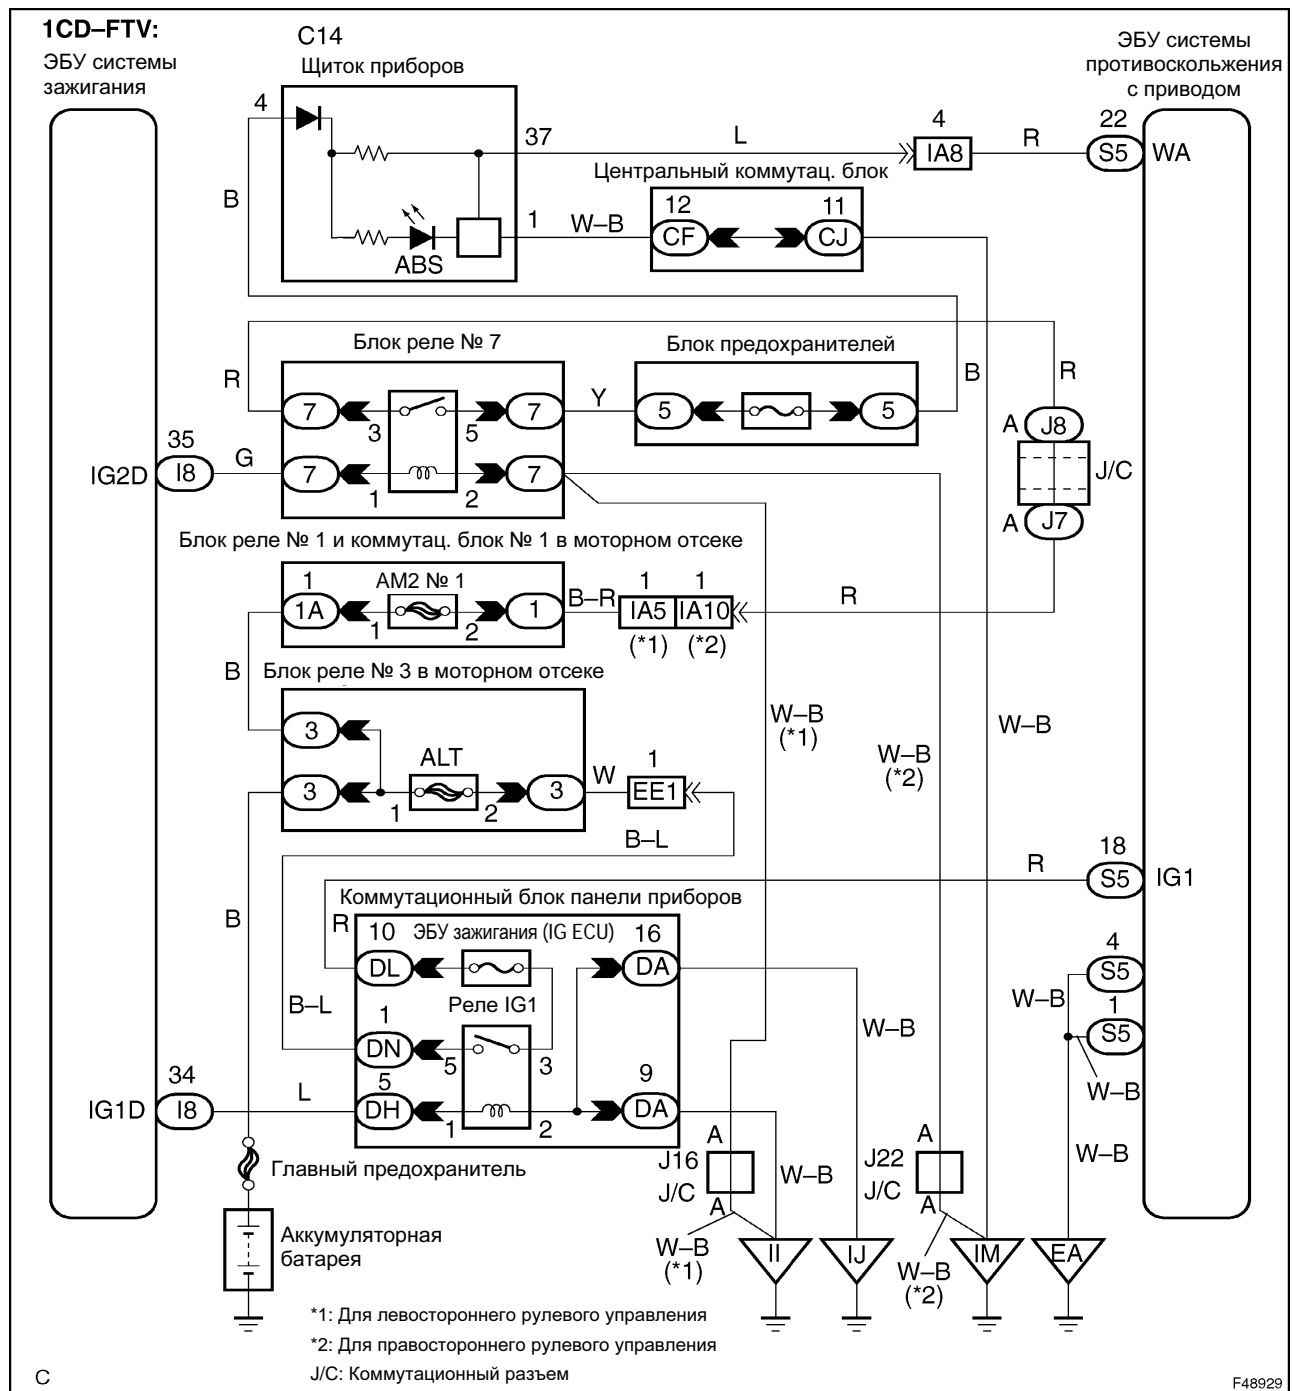 1CD–FTV:
ЭБУ системы
зажигания
C14
Щиток приборов
ЭБУ системы
противоскольжения
с приводом
4
37
L
4
IA8
R
22
S5
WA
Центральный коммутац. блок
B
12
CF
11
CJ
1
W–B
ABS
Блок реле № 7
Блок предохранителей
R
7
3
5
7
Y
5
5
B
R
A
J8
J/C
A
J7
35
IG2D
I8
G
7
1
2
7
Блок реле № 1 и коммутац. блок № 1 в моторном отсеке
1
1A
AM2 № 1
1
2
1
B–R
1
1
IA5
IA10
(*1)
(*2)
R
B
Блок реле № 3 в моторном отсеке
3
ALT
3
1
2
3
W
1
EE1
B–L
W–B
(*1)
W–B
(*2)
W–B
R
18
S5
IG1
Коммутационный блок панели приборов
B
R
10
ЭБУ зажигания (IG ECU)
16
DL
DA
B–L
Реле IG1
1
DN
5
3
W–B
4
S5
W–B
1
S5
W–B
34
IG1D
I8
L
5
DH
1
2
9
DA
Главный предохранитель
A
J16
J/C
A
W–B
A
J22
J/C
A
W–B
Аккумуляторная
батарея
W–B
(*1)
II
IJ
W–B
(*2)
IM
EA
*1: Для левостороннего рулевого управления
*2: Для правостороннего рулевого управления
J/C: Коммутационный разъем
C
F48929